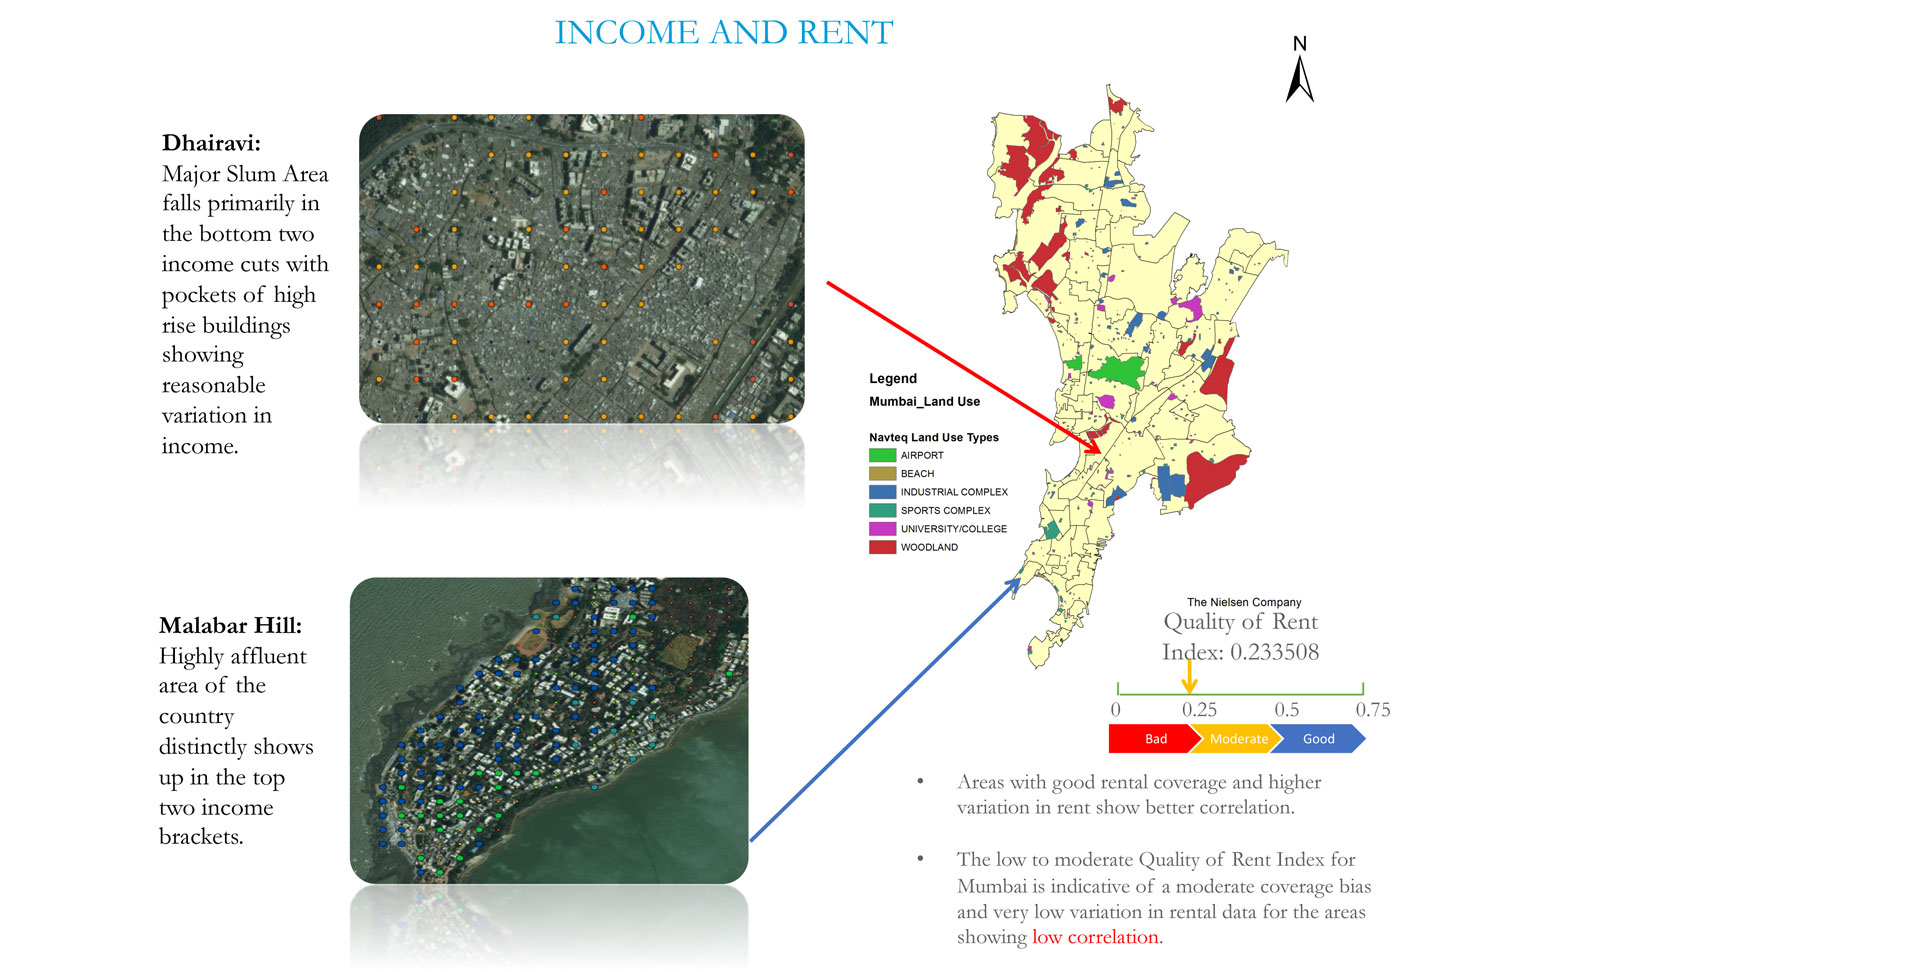 INCOME AND RENT
N
Dhairavi:
Major Slum Area
falls primarily in
the bottom two
income cuts with
pockets of high
rise buildings
showing
reasonable
variation in
income.
Legend
Mumbai_Land Use
Navteq Land Use Types
AIRPORT
BEACH
INDUSTRIAL COMPLEX
SPORTS COMPLEX
UNIVERSITY/COLLEGE
WOODLAND
Malabar Hill:
Highly affluent
area of the
country
distinctly shows
up in the top
two income
brackets.
The Nielsen Company
Quality of Rent
Index: 0.233508
0 0.25 0.5 0.75
Bad Moderate Good
• Areas with good rental coverage and higher
variation in rent show better correlation.
• The low to moderate Quality of Rent Index for
Mumbai is indicative of a moderate coverage bias
and very low variation in rental data for the areas
showing low correlation.